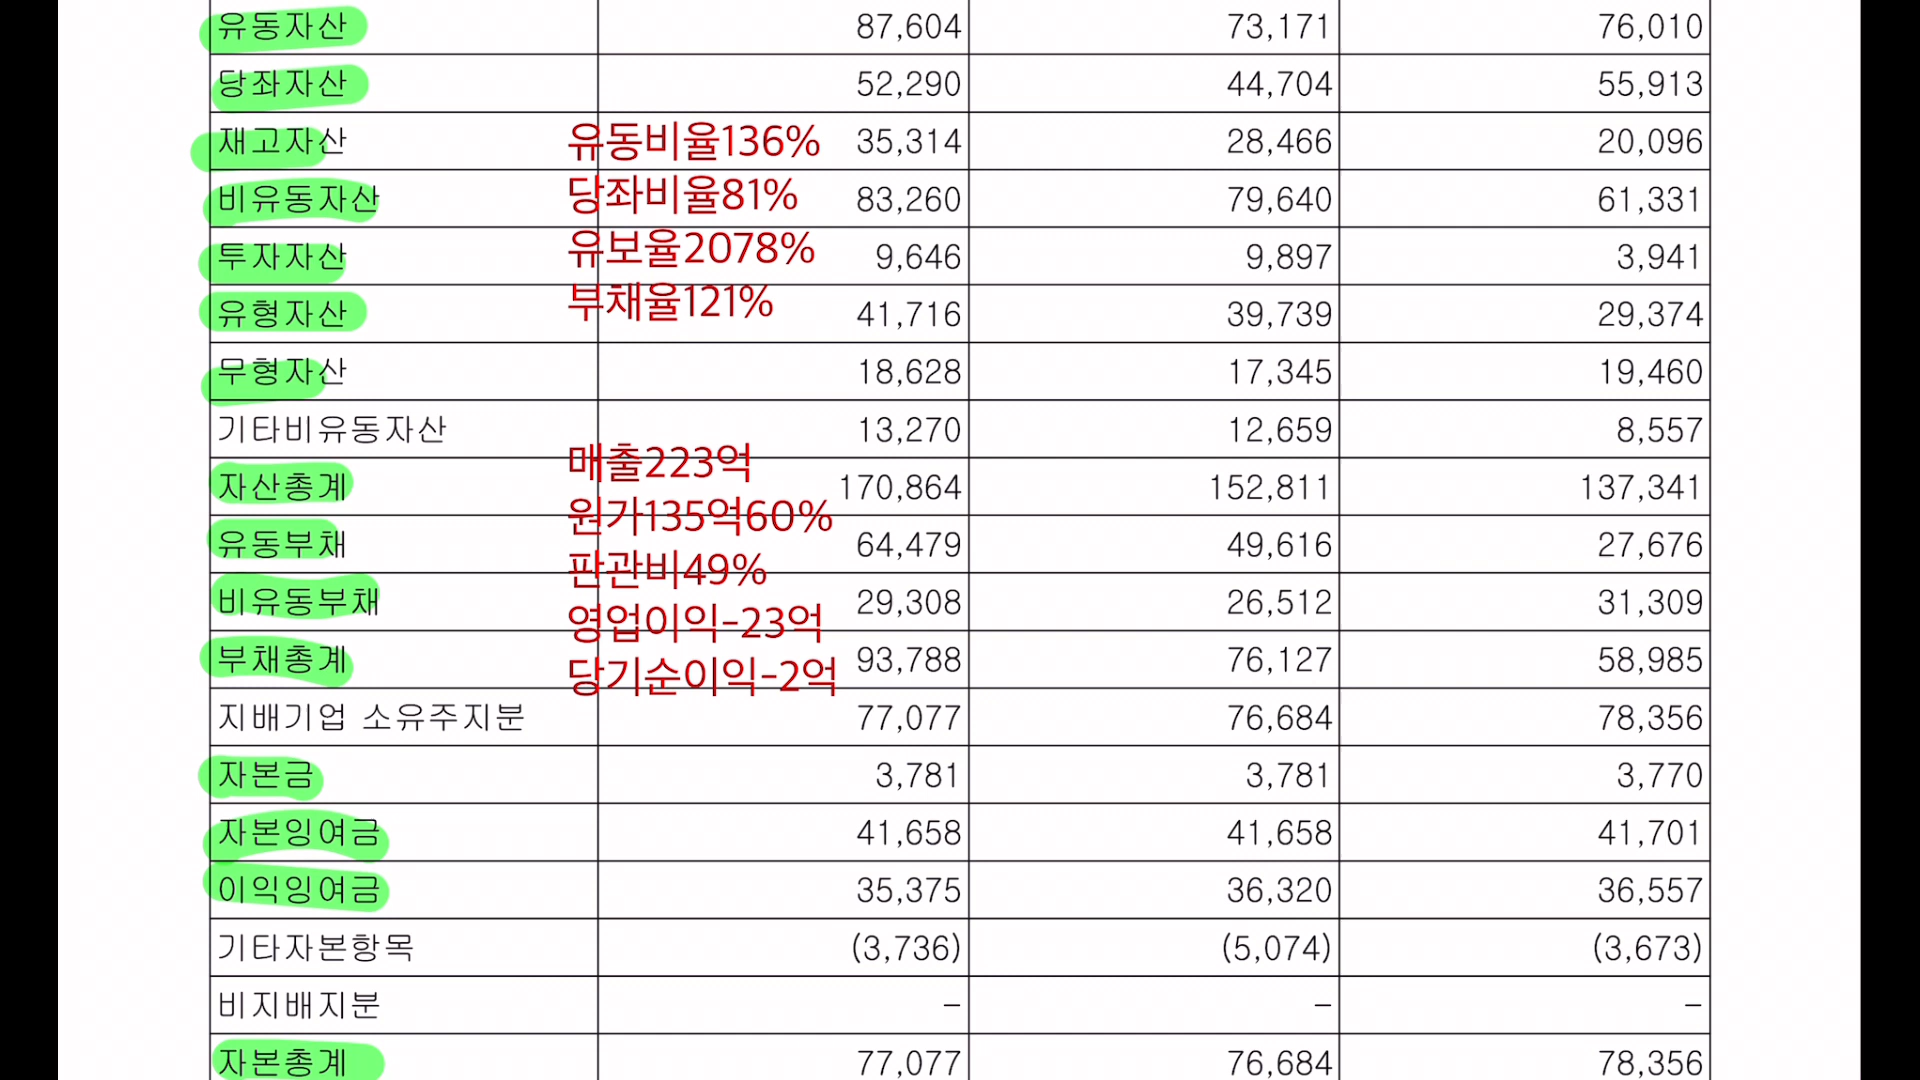 유동자산 87,604 73,171 76,010
당좌자산 52,290 44,704 55,913
재고자산 유동비율136% 35,314 28,466 20,096
비유동자산 당좌비율81% 83,260 79,640 61,331
투자자산 유보율2078% 9,646 9,897 3,941
유형자산 부채율121% 41,716 39,739 29,374
무형자산 18,628 17,345 19,460
기타비유동자산 13,270 12,659 8,557
매출223억
자산총계 170,864 152,811 137,341
원가135억60%
유동부채 64,479 49,616 27,676
판관비49%
비유동부채 29,308 26,512 31,309
영업이익-23억
부채총계 93,788 76,127 58,985
당기순이익-2억
지배기업 소유주지분 77,077 76,684 78,356
자본금 3,781 3,781 3,770
자본잉여금 41,658 41,658 41,701
이익잉여금 35,375 36,320 36,557
기타자본항목 (3,736) (5,074) (3,673)
비지배지분 – – –
자본총계 77,077 76,684 78,356